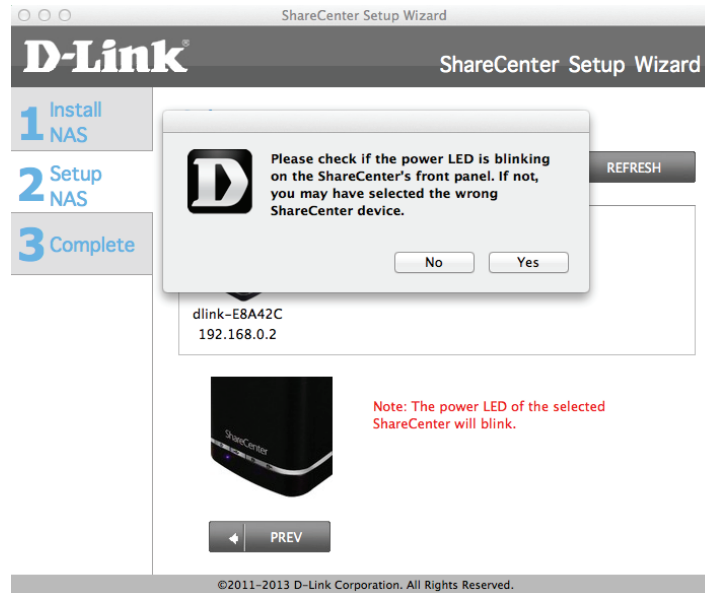 ShareCenter Setup Wizard
D-Link®
ShareCenter Setup Wizard
1 Install
NAS
2 Setup
NAS
3 Complete
Please check if the power LED is blinking
on the ShareCenter's front panel. If not,
you may have selected the wrong
ShareCenter device.
No
Yes
REFRESH
dlink-E8A42C
192.168.0.2
ShareCenter
Note: The power LED of the selected
ShareCenter will blink.
PREV
©2011-2013 D-Link Corporation. All Rights Reserved.